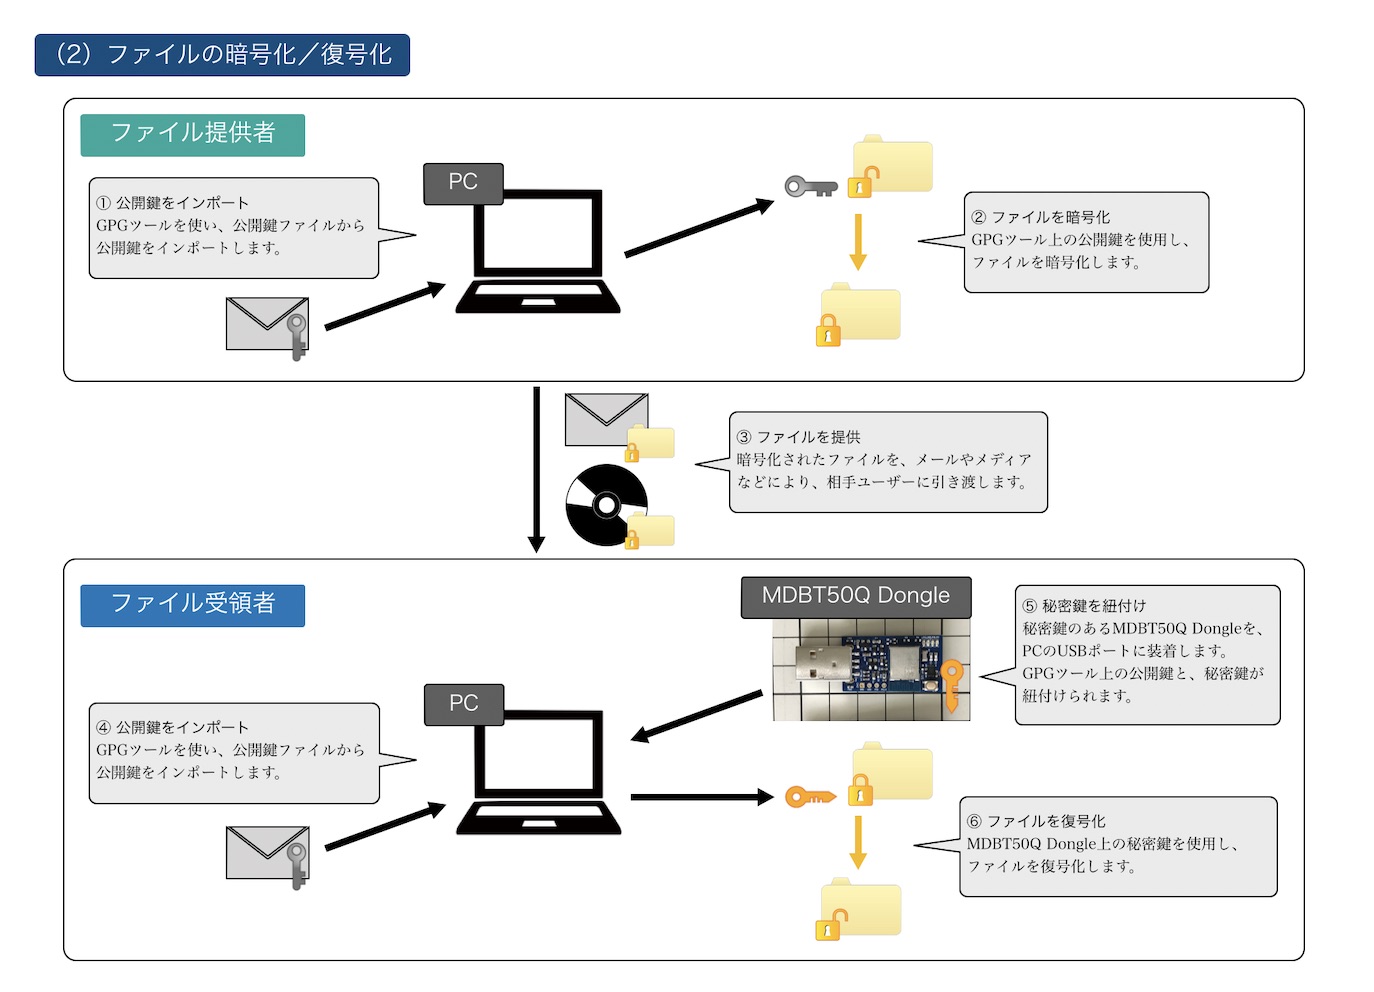 （2）ファイルの暗号化／復号化
ファイル提供者
PC
① 公開鍵をインポート
GPGツールを使い、公開鍵ファイルから
公開鍵をインポートします。
② ファイルを暗号化
GPGツール上の公開鍵を使用し、
ファイルを暗号化します。
③ ファイルを提供
暗号化されたファイルを、メールやメディア
などにより、相手ユーザーに引き渡します。
ファイル受領者
MDBT50Q Dongle
⑤ 秘密鍵を紐付け
秘密鍵のあるMDBT50Q Dongleを、
PCのUSBポートに装着します。
GPGツール上の公開鍵と、秘密鍵が
紐付けられます。
PC
④ 公開鍵をインポート
GPGツールを使い、公開鍵ファイルから
公開鍵をインポートします。
⑥ ファイルを復号化
MDBT50Q Dongle上の秘密鍵を使用し、
ファイルを復号化します。